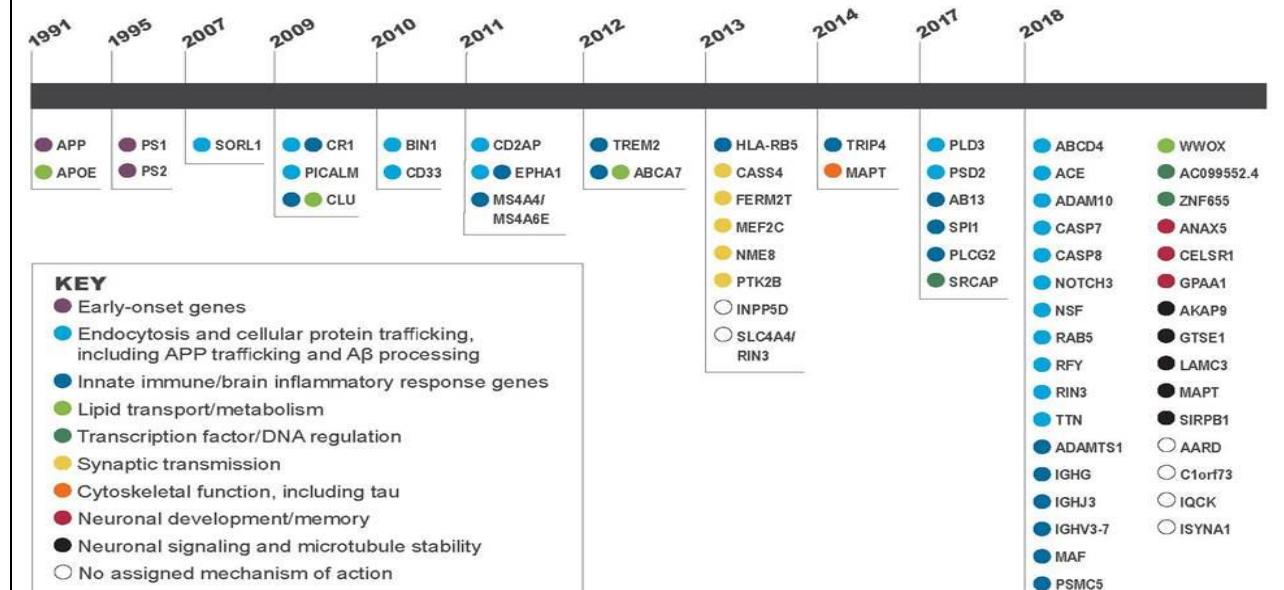 1991
1995
2007
2009
2010
2011
2012
2013
2014
2017
2018
APP
APOE
PS1
PS2
SORL1
CR1
PICALM
CLU
BIN1
CD33
CD2AP
EPHA1
MS4A4/
MS4A6E
TREM2
ABCA7
HLA-RB5
CASS4
FERM2T
MEF2C
NME8
PTK2B
INPP5D
SLC4A4/
RIN3
TRIP4
MAPT
PLD3
PSD2
AB13
SPI1
PLCG2
SRCAP
ABCD4
ACE
ADAM10
CASP7
CASP8
NOTCH3
NSF
RAB5
RFY
RIN3
TTN
ADAMTS1
IGHG
IGHJ3
IGHV3-7
MAF
PSMC5
WWOX
AC099552.4
ZNF655
ANAX5
CELSR1
GPAA1
AKAP9
GTSE1
LAMC3
MAPT
SIRPB1
AARD
C1orf73
IQCK
ISYNA1
KEY
Early-onset genes
Endocytosis and cellular protein trafficking,
including APP trafficking and Aβ processing
Innate immune/brain inflammatory response genes
Lipid transport/metabolism
Transcription factor/DNA regulation
Synaptic transmission
Cytoskeletal function, including tau
Neuronal development/memory
Neuronal signaling and microtubule stability
No assigned mechanism of action